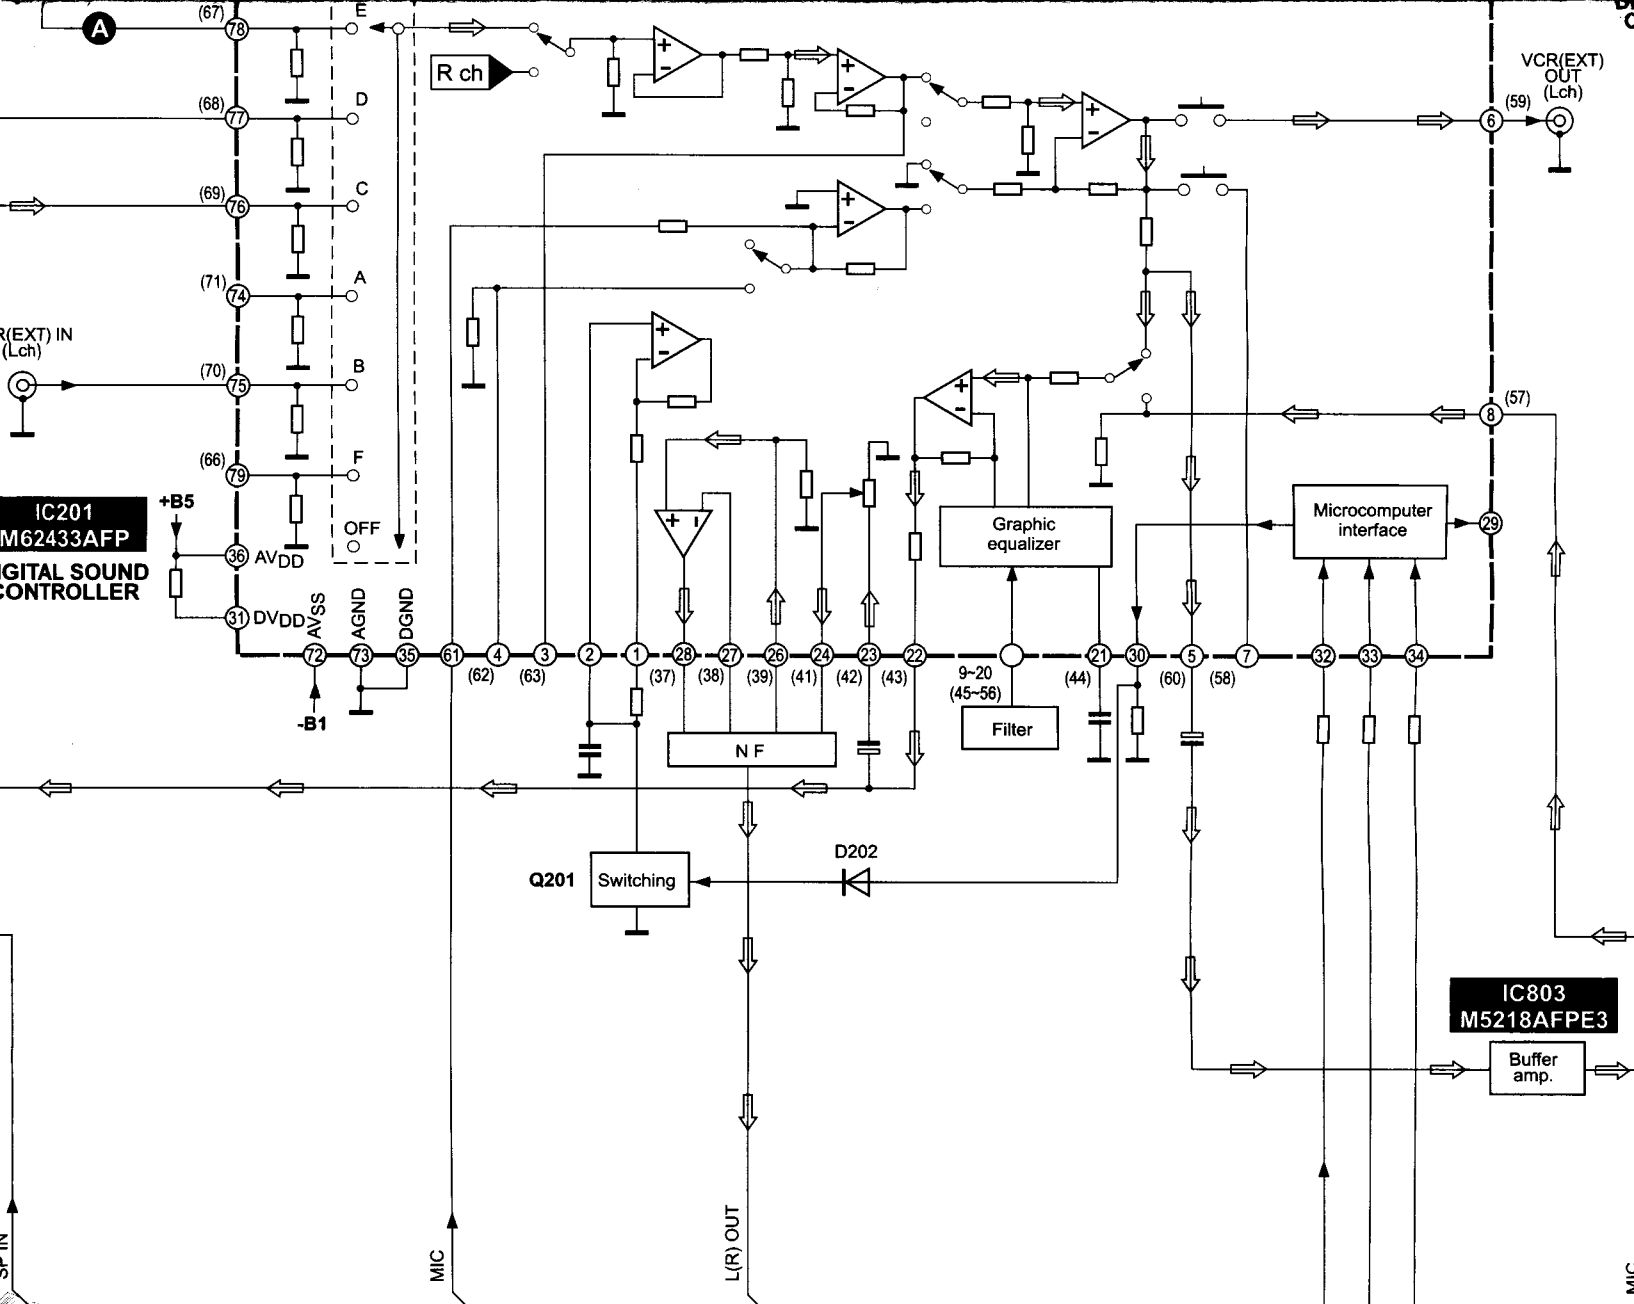 A
(67)
78
E
R ch
+
−
+
−
+
−
VCR(EXT)
OUT
(Lch)
(59)
6
(68)
77
D
(69)
76
C
+
−
(71)
74
A
(EXT) IN
(Lch)
(70)
75
B
+
−
+
−
(57)
8
(66)
79
F
IC201
M62433AFP
+B5
OFF
36
AVDD
31
DVDD
AVSS
AGND
DGND
+
−
Graphic
equalizer
Microcomputer
interface
29
72
73
35
61
4
3
2
1
28
27
26
24
23
22
21
30
5
7
32
33
34
(62)
(63)
(37)
(38)
(39)
(41)
(42)
(43)
9~20
(45~56)
(44)
(60)
(58)
-B1
N F
Filter
Q201
Switching
D202
IC803
M5218AFPE3
Buffer
amp.
MIC
L(R) OUT